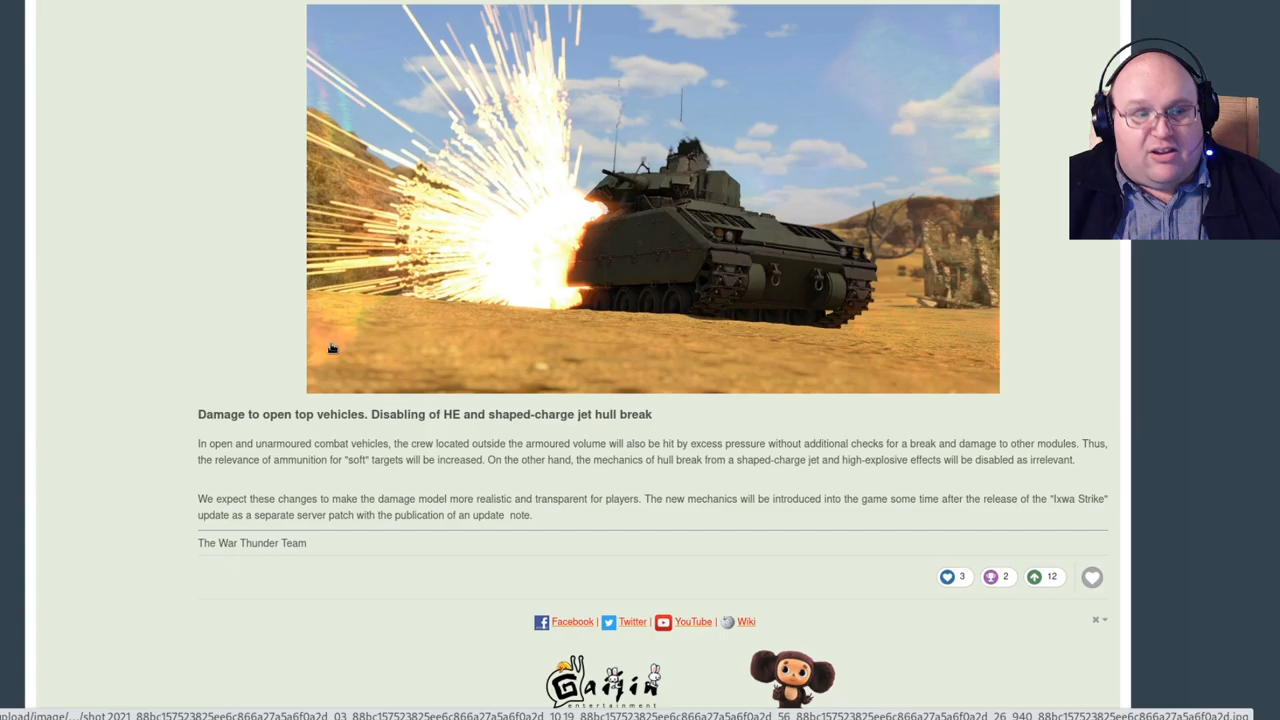 Damage to open top vehicles. Disabling of HE and shaped-charge jet hull break
In open and unarmoured combat vehicles, the crew located outside the armoured volume will also be hit by excess pressure without additional checks for a break and damage to other modules. Thus,
the relevance of ammunition for "soft" targets will be increased. On the other hand, the mechanics of hull break from a shaped-charge jet and high-explosive effects will be disabled as irrelevant.
We expect these changes to make the damage model more realistic and transparent for players. The new mechanics will be introduced into the game some time after the release of the "Ixwa Strike"
update as a separate server patch with the publication of an update note.
The War Thunder Team
3 2 12
Facebook | Twitter | YouTube | Wiki
Gaijin
entertainment
upload/image/.../shot 2021_88bc157523825ee6c866a27a5a6f0a2d_03_88bc157523825ee6c866a27a5a6f0a2d_10 19_88bc157523825ee6c866a27a5a6f0a2d_56_88bc157523825ee6c866a27a5a6f0a2d_26_940_88bc157523825ee6c866a27a5a6f0a2d.jpg